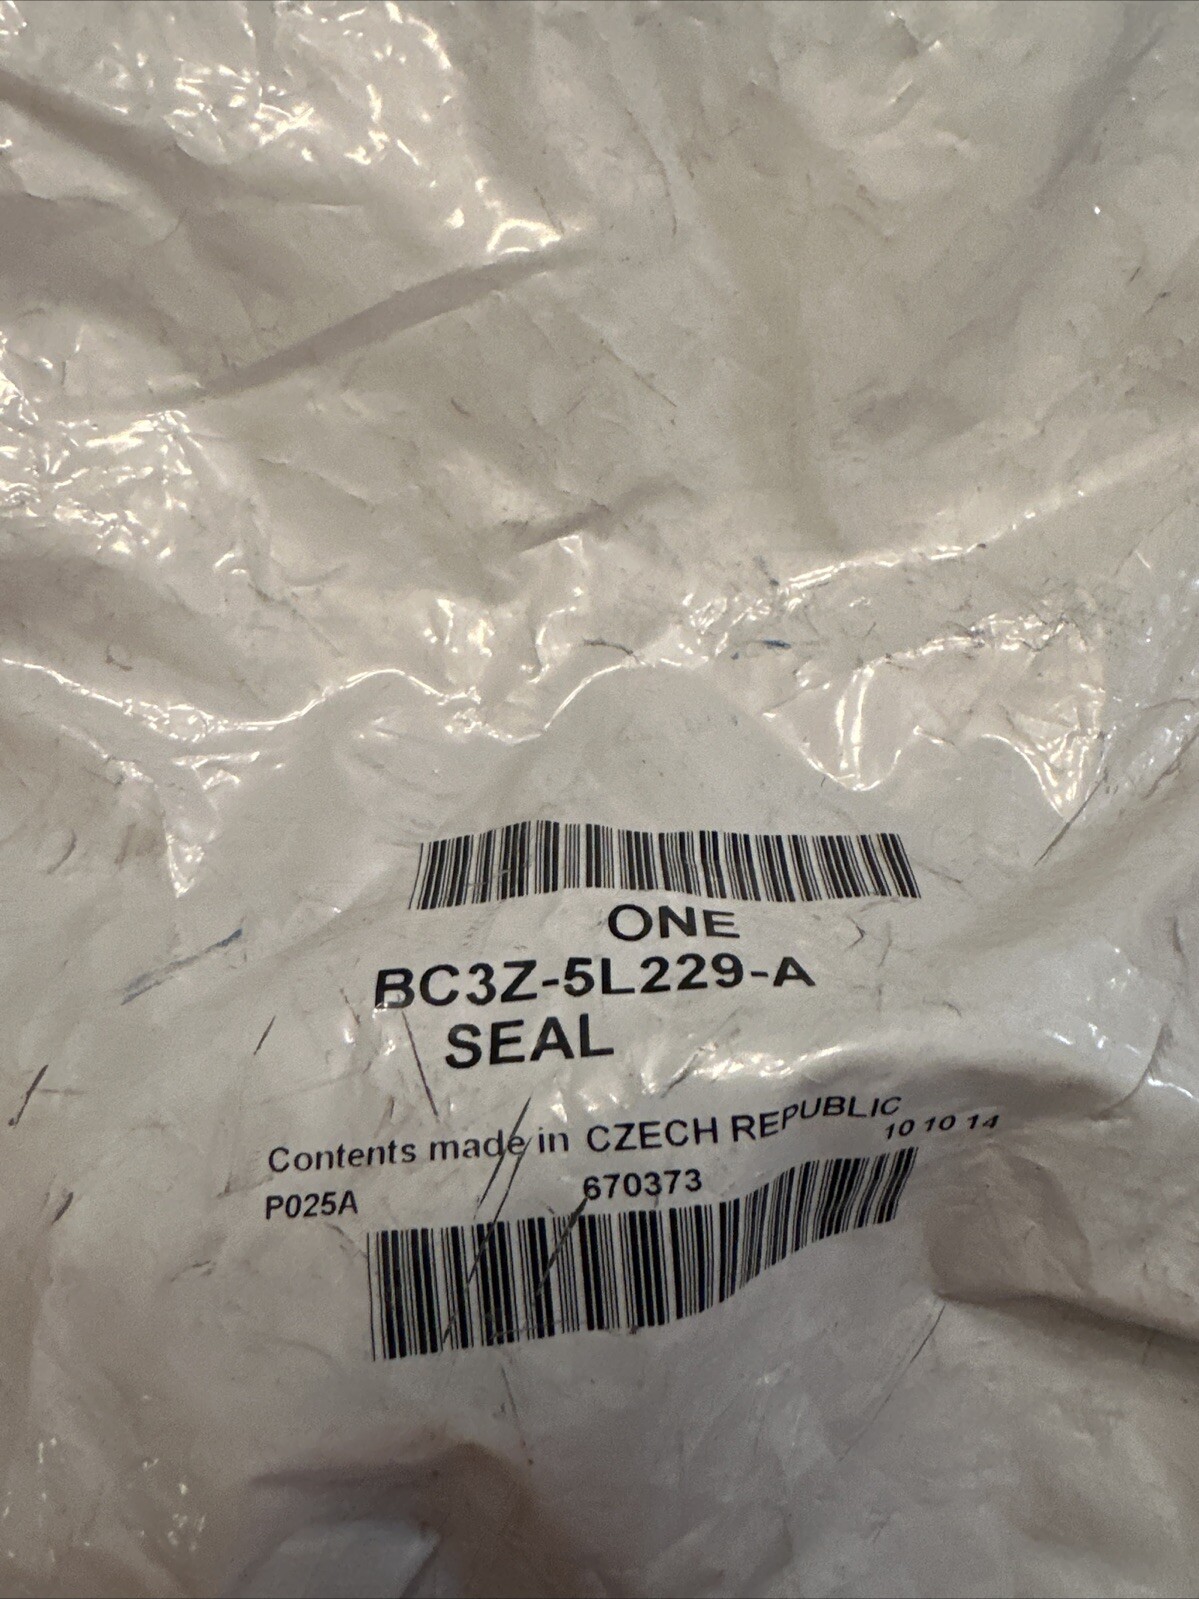 ONE
BC3Z-5L229-A
SEAL
Contents made in CZECH REPUBLIC
10 10 14
P025A 670373